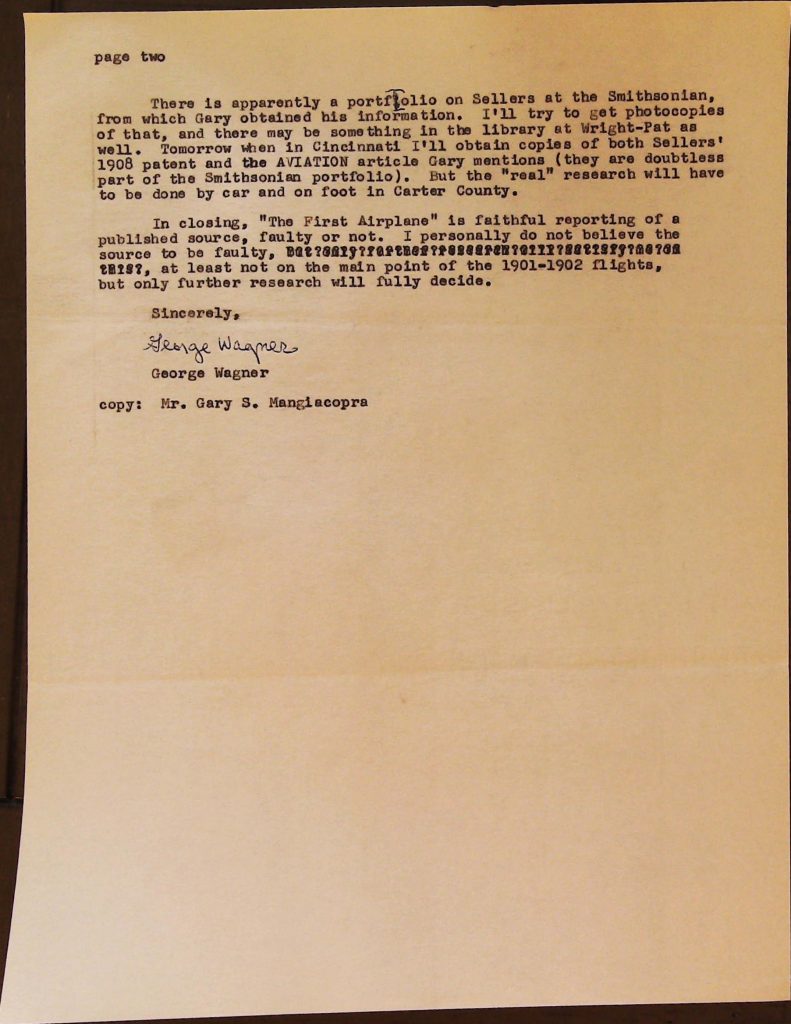 page two
There is apparently a portfolio on Sellers at the Smithsonian,
from which Gary obtained his information. I'll try to get photocopies
of that, and there may be something in the library at Wright-Pat as
well. Tomorrow when in Cincinnati I'll obtain copies of both Sellers'
1908 patent and the AVIATION article Gary mentions (they are doubtless
part of the Smithsonian portfolio). But the "real" research will have
to be done by car and on foot in Carter County.
In closing, "The First Airplane" is faithful reporting of a
published source, faulty or not. I personally do not believe the
source to be faulty,
, at least not on the main point of the 1901-1902 flights,
but only further research will fully decide.
Sincerely,
George Wagner
George Wagner
copy: Mr. Gary S. Mangiacopra